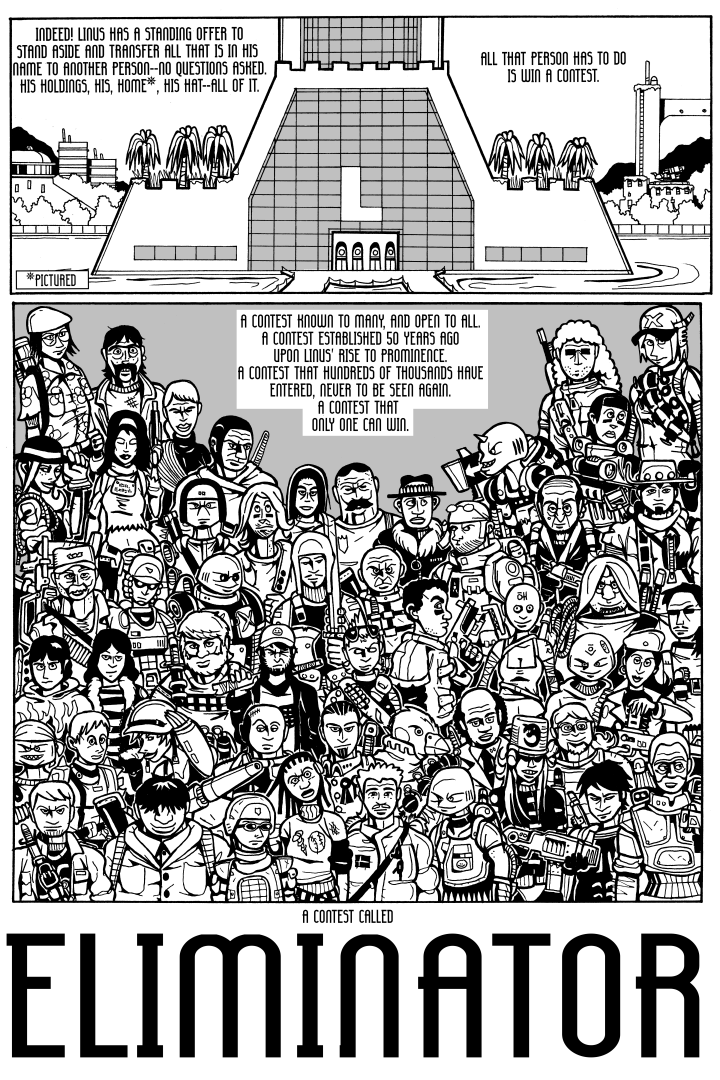 INDEED! LINUS HAS A STANDING OFFER TO
STAND ASIDE AND TRANSFER ALL THAT IS IN HIS
NAME TO ANOTHER PERSON--NO QUESTIONS ASKED.
HIS HOLDINGS, HIS, HOME*, HIS HAT--ALL OF IT.
ALL THAT PERSON HAS TO DO
IS WIN A CONTEST.
L
*PICTURED
A CONTEST KNOWN TO MANY, AND OPEN TO ALL.
A CONTEST ESTABLISHED 50 YEARS AGO
UPON LINUS' RISE TO PROMINENCE.
A CONTEST THAT HUNDREDS OF THOUSANDS HAVE
ENTERED, NEVER TO BE SEEN AGAIN.
A CONTEST THAT
ONLY ONE CAN WIN.
A CONTEST CALLED
ELIMINATOR